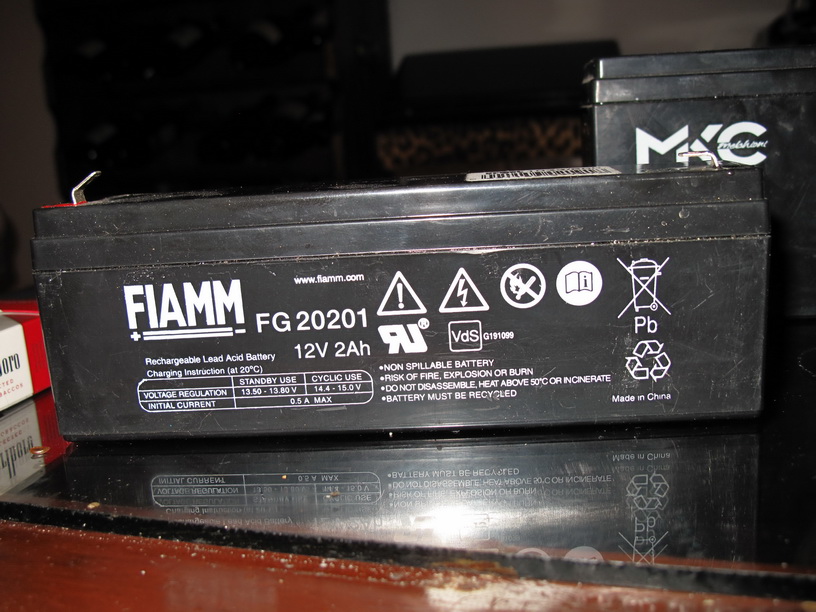 MKC
Melchioni
www.fiamm.com
FIAMM
FG 20201
12V 2Ah
RU®
VdS G191099
Pb
Rechargeable Lead Acid Battery
Charging Instruction (at 20°C)
STANDBY USE CYCLIC USE
VOLTAGE REGULATION 13.50 - 13.80 V 14.4 - 15.0 V
INITIAL CURRENT 0.5 A MAX
•NON SPILLABLE BATTERY
•RISK OF FIRE, EXPLOSION OR BURN
•DO NOT DISASSEMBLE, HEAT ABOVE 50°C OR INCINERATE
•BATTERY MUST BE RECYCLED
Made in China